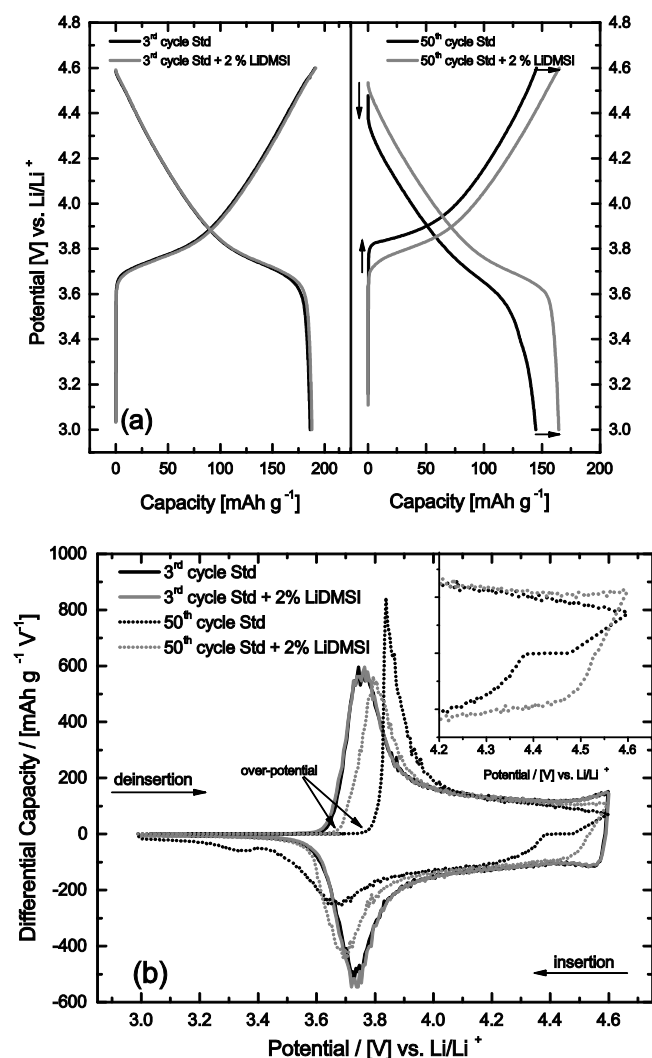 3rd cycle Std
3rd cycle Std + 2 % LiDMSI
50th cycle Std
50th cycle Std + 2 % LiDMSI
4.8
4.6
4.4
4.2
4.0
3.8
3.6
3.4
3.2
3.0
Potential [V] vs. Li/Li+
4.8
4.6
4.4
4.2
4.0
3.8
3.6
3.4
3.2
3.0
(a)
0 50 100 150 200
0 50 100 150 200
Capacity [mAh g-1]
Capacity [mAh g-1]
1000
800
600
400
200
0
-200
-400
-600
Differential Capacity / [mAh g-1 V-1]
3rd cycle Std
3rd cycle Std + 2% LiDMSI
50th cycle Std
50th cycle Std + 2% LiDMSI
4.2 4.3 4.4 4.5 4.6
Potential / [V] vs. Li/Li+
deinsertion
over-potential
insertion
(b)
3.0 3.2 3.4 3.6 3.8 4.0 4.2 4.4 4.6
Potential / [V] vs. Li/Li+